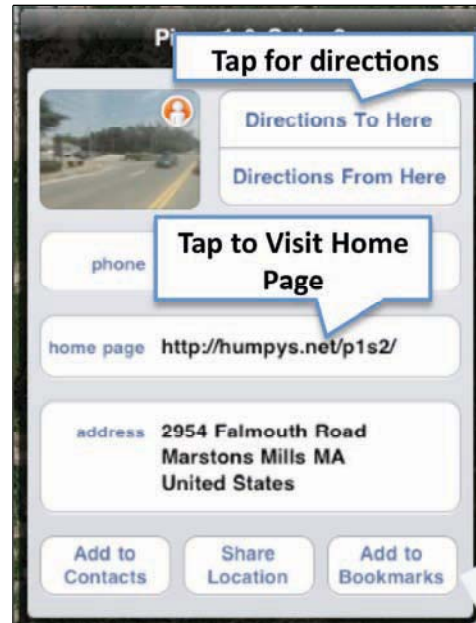 Tap for directions
Directions To Here
Directions From Here
Tap to Visit Home
Page
phone
home page http://humpys.net/p1s2/
address 2954 Falmouth Road
Marstons Mills MA
United States
Add to Contacts
Share Location
Add to Bookmarks